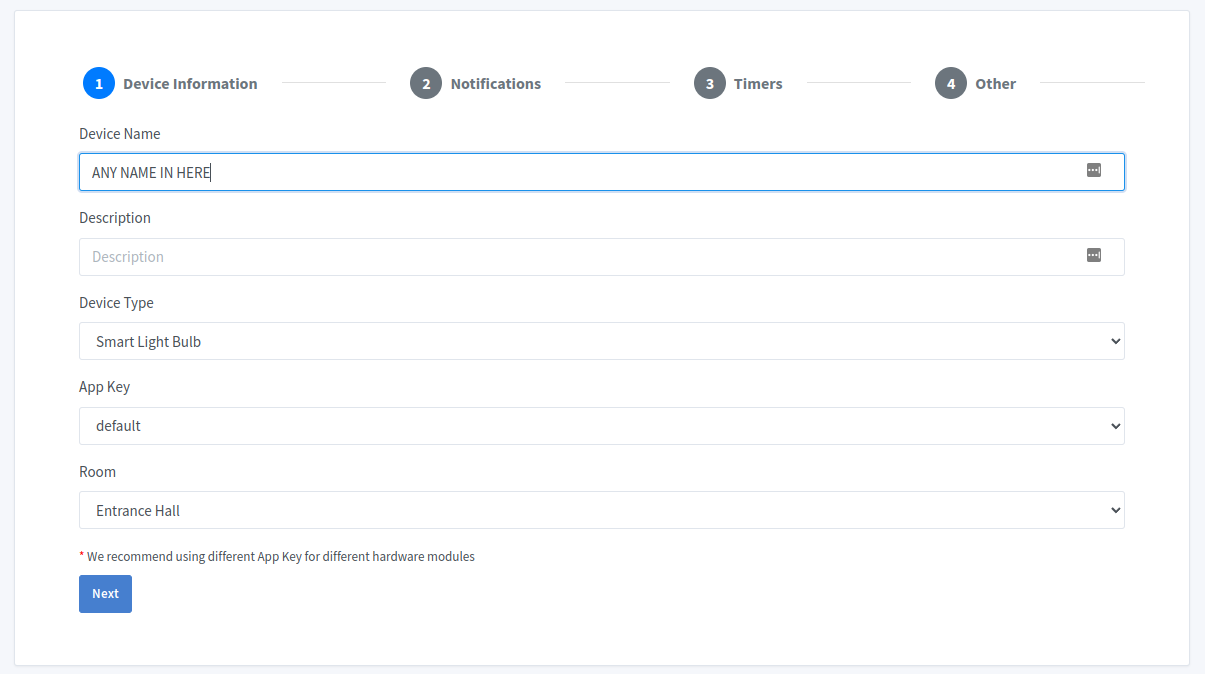 1 Device Information 2 Notifications 3 Timers 4 Other
Device Name
ANY NAME IN HERE
Description
Description
Device Type
Smart Light Bulb
App Key
default
Room
Entrance Hall
* We recommend using different App Key for different hardware modules
Next